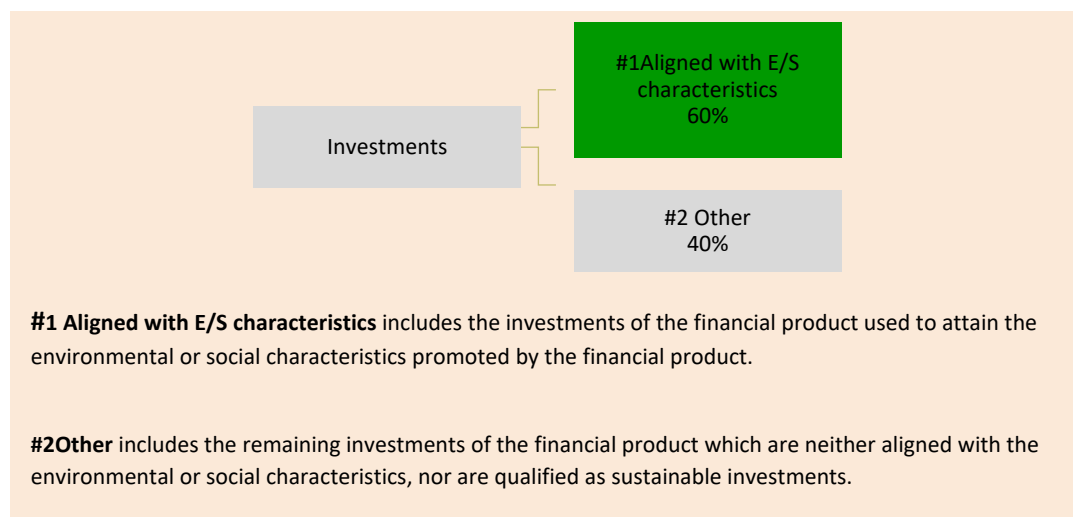 #1Aligned with E/S
characteristics
60%
Investments
#2 Other
40%
#1 Aligned with E/S characteristics includes the investments of the financial product used to attain the
environmental or social characteristics promoted by the financial product.
#2Other includes the remaining investments of the financial product which are neither aligned with the
environmental or social characteristics, nor are qualified as sustainable investments.